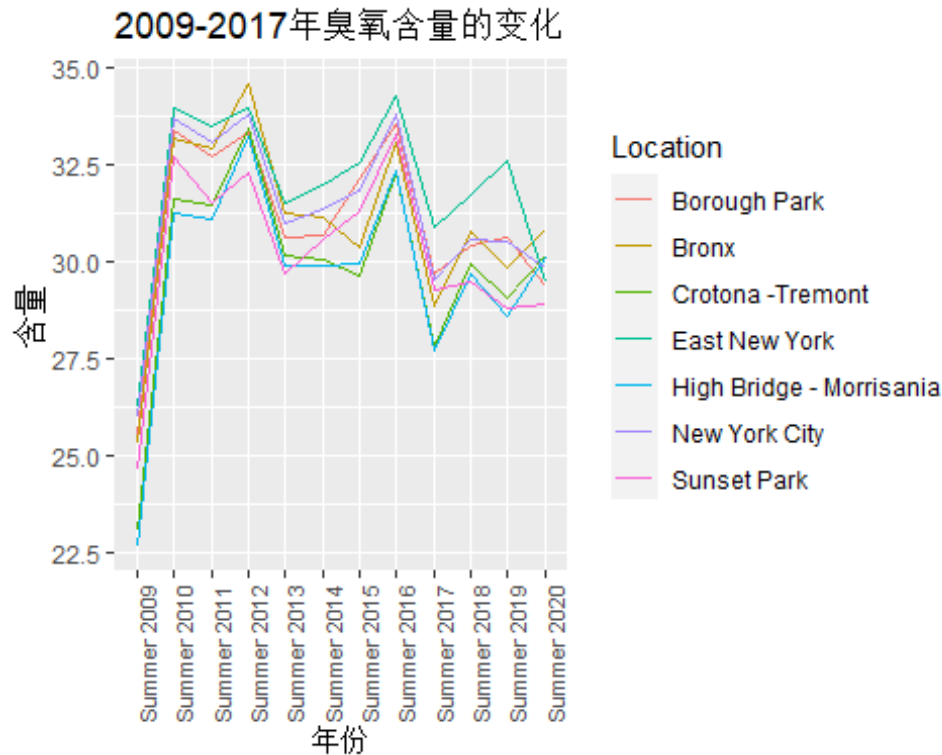 2009-2017年臭氧含量的变化
含量
35.0
32.5
30.0
27.5
25.0
22.5
Summer 2009
Summer 2010
Summer 2011
Summer 2012
Summer 2013
Summer 2014
Summer 2015
Summer 2016
Summer 2017
Summer 2018
Summer 2019
Summer 2020
年份
Location
Borough Park
Bronx
Crotona -Tremont
East New York
High Bridge - Morrisania
New York City
Sunset Park